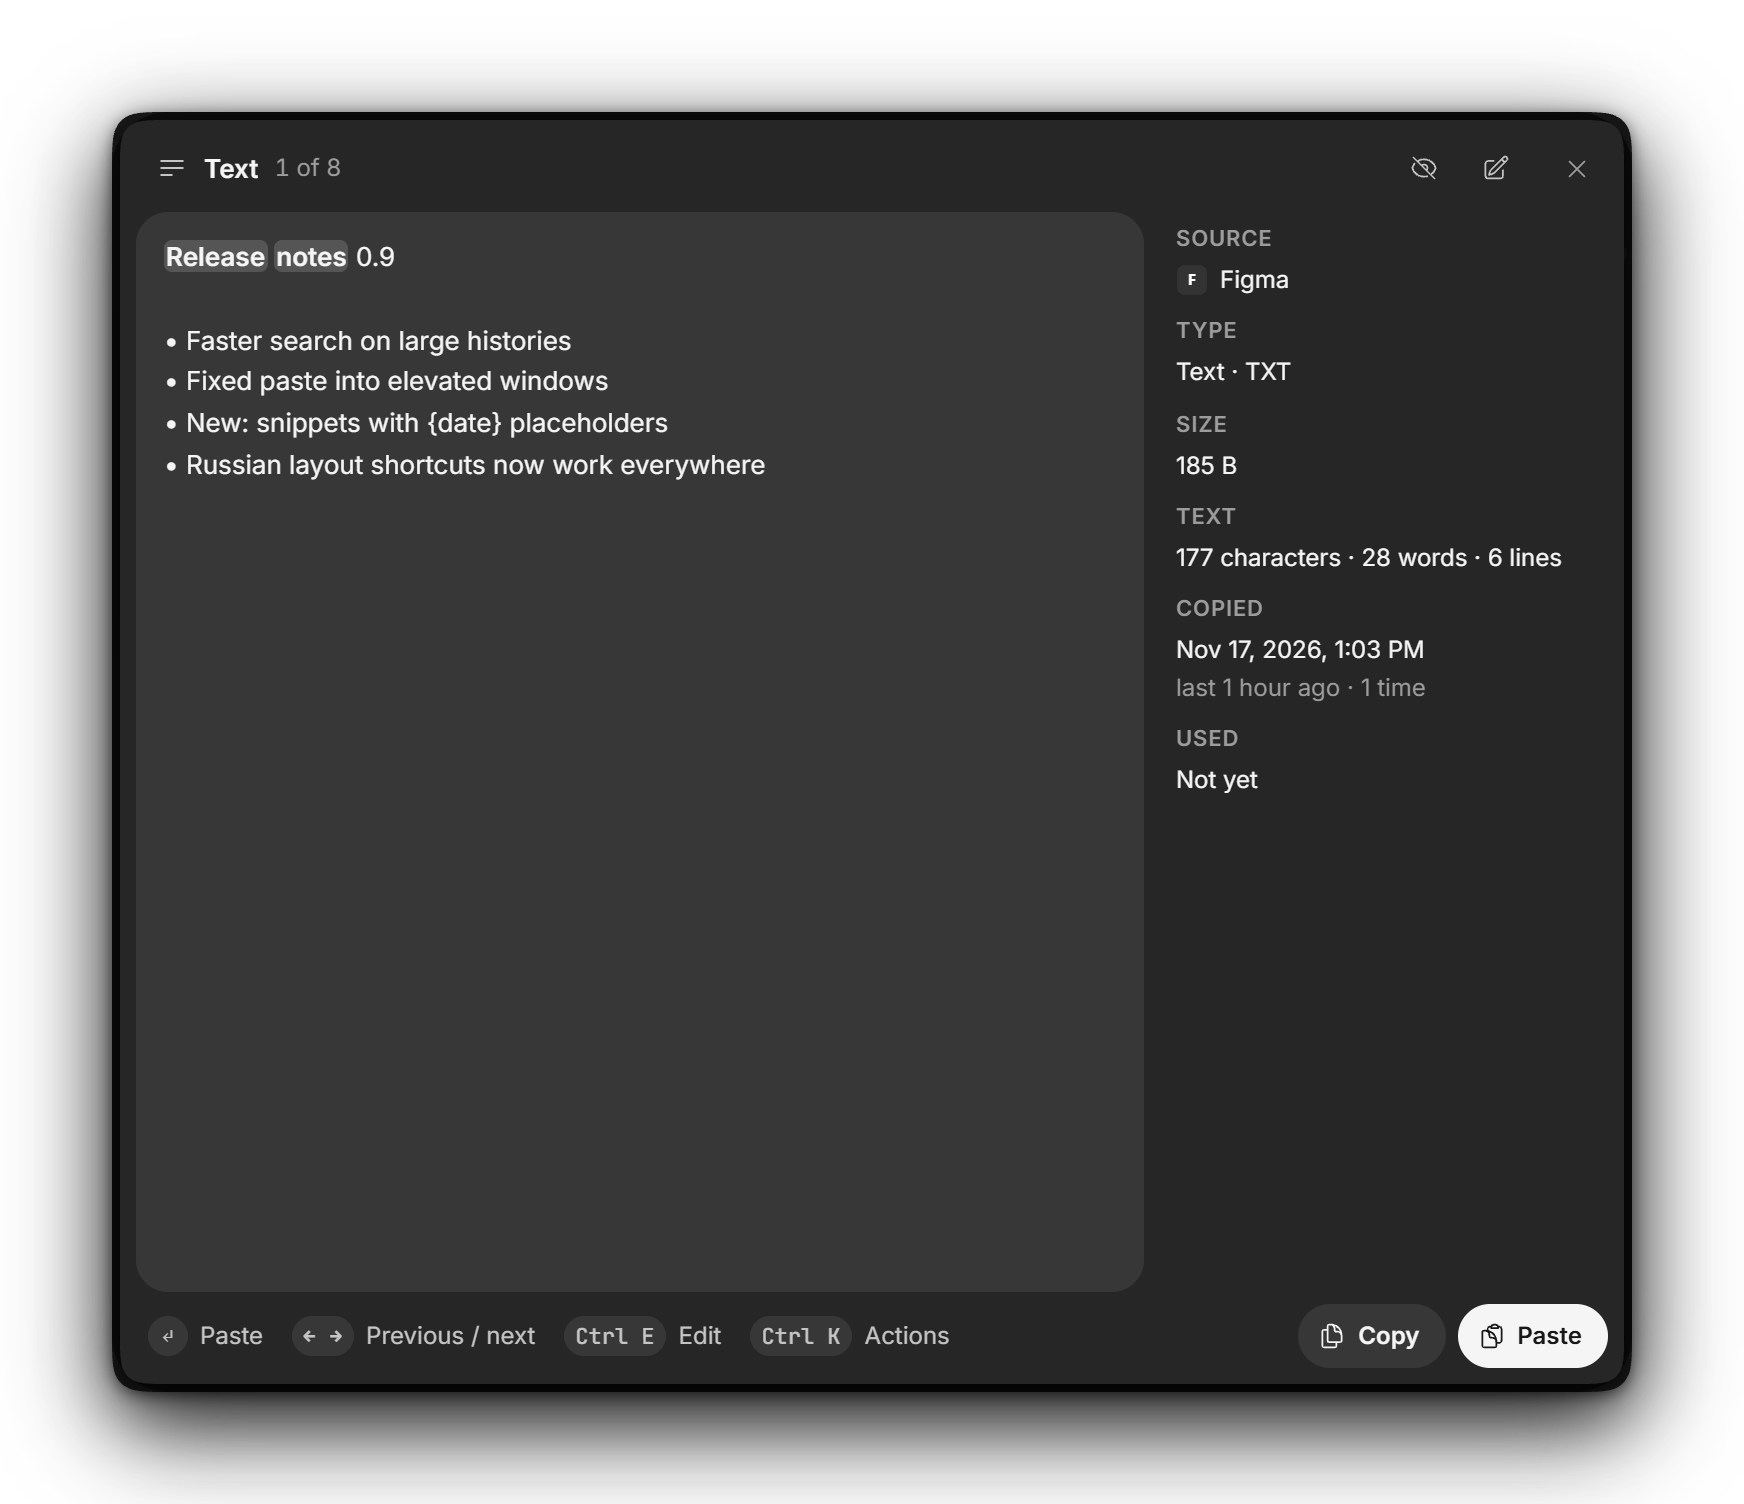 Text 1 of 8
Release notes 0.9
• Faster search on large histories
• Fixed paste into elevated windows
• New: snippets with {date} placeholders
• Russian layout shortcuts now work everywhere
SOURCE
F Figma
TYPE
Text · TXT
SIZE
185 B
TEXT
177 characters · 28 words · 6 lines
COPIED
Nov 17, 2026, 1:03 PM
last 1 hour ago · 1 time
USED
Not yet
↵ Paste ← → Previous / next Ctrl E Edit Ctrl K Actions Copy Paste